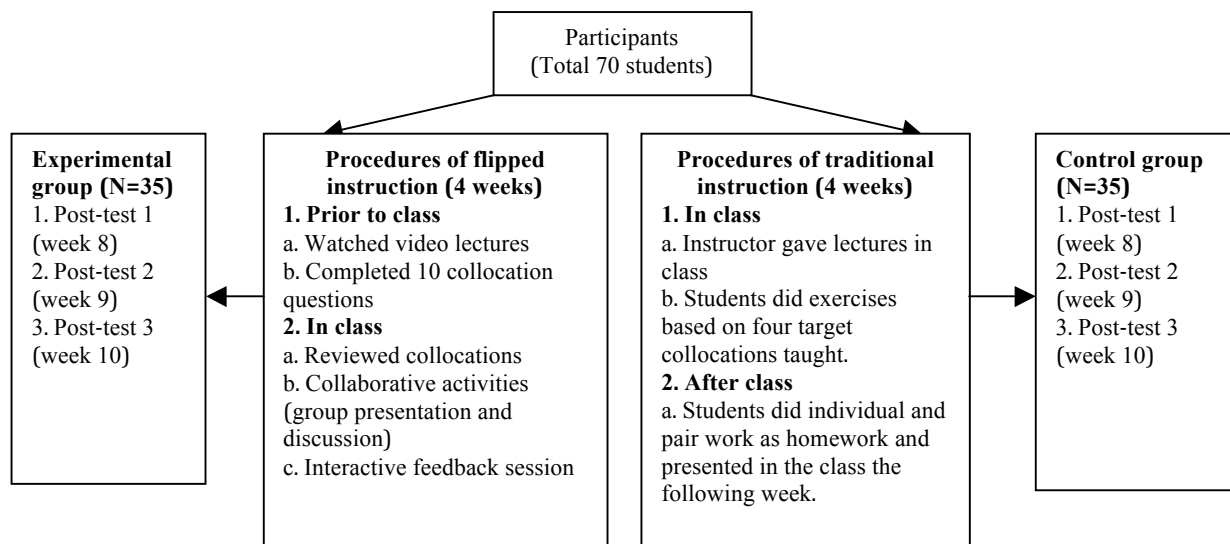 Participants
(Total 70 students)
Experimental
group (N=35)
1. Post-test 1
(week 8)
2. Post-test 2
(week 9)
3. Post-test 3
(week 10)
Procedures of flipped
instruction (4 weeks)
1. Prior to class
a. Watched video lectures
b. Completed 10 collocation
questions
2. In class
a. Reviewed collocations
b. Collaborative activities
(group presentation and
discussion)
c. Interactive feedback session
Procedures of traditional
instruction (4 weeks)
1. In class
a. Instructor gave lectures in
class
b. Students did exercises
based on four target
collocations taught.
2. After class
a. Students did individual and
pair work as homework and
presented in the class the
following week.
Control group
(N=35)
1. Post-test 1
(week 8)
2. Post-test 2
(week 9)
3. Post-test 3
(week 10)